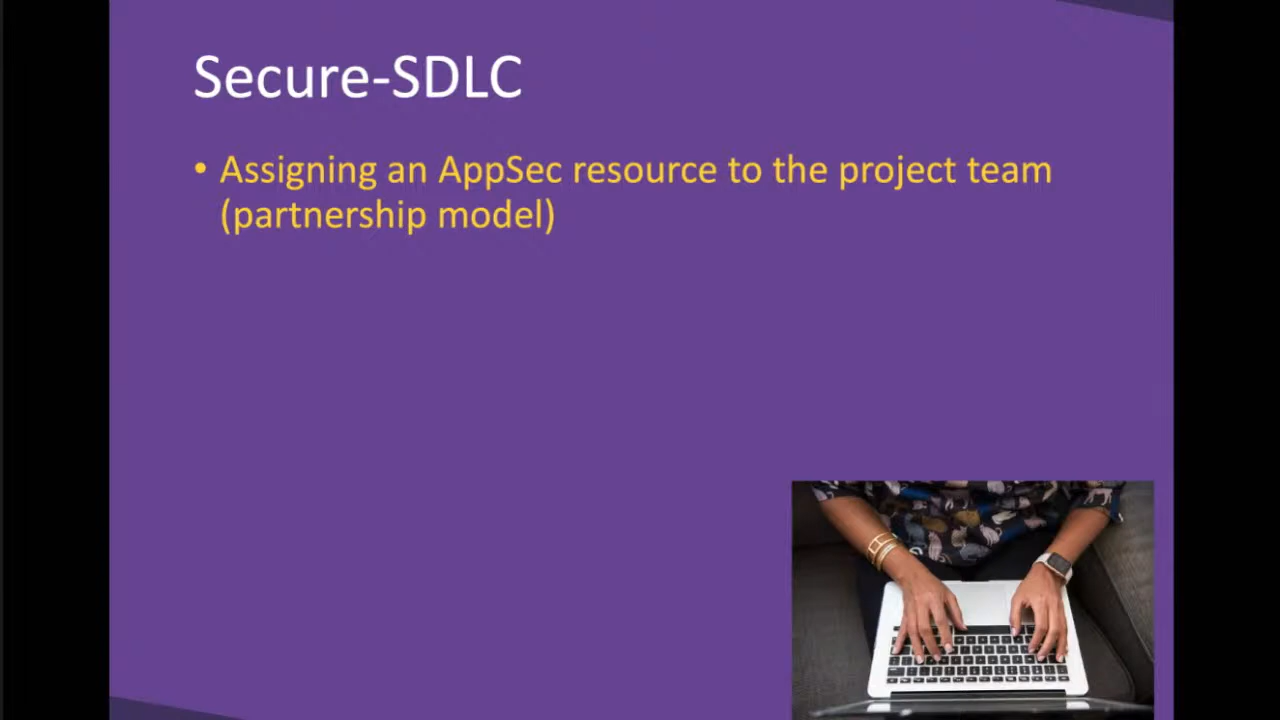 Secure-SDLC
• Assigning an AppSec resource to the project team
(partnership model)